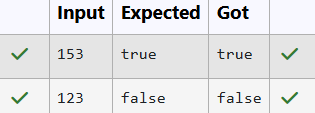 Input Expected Got
153 true true
123 false false